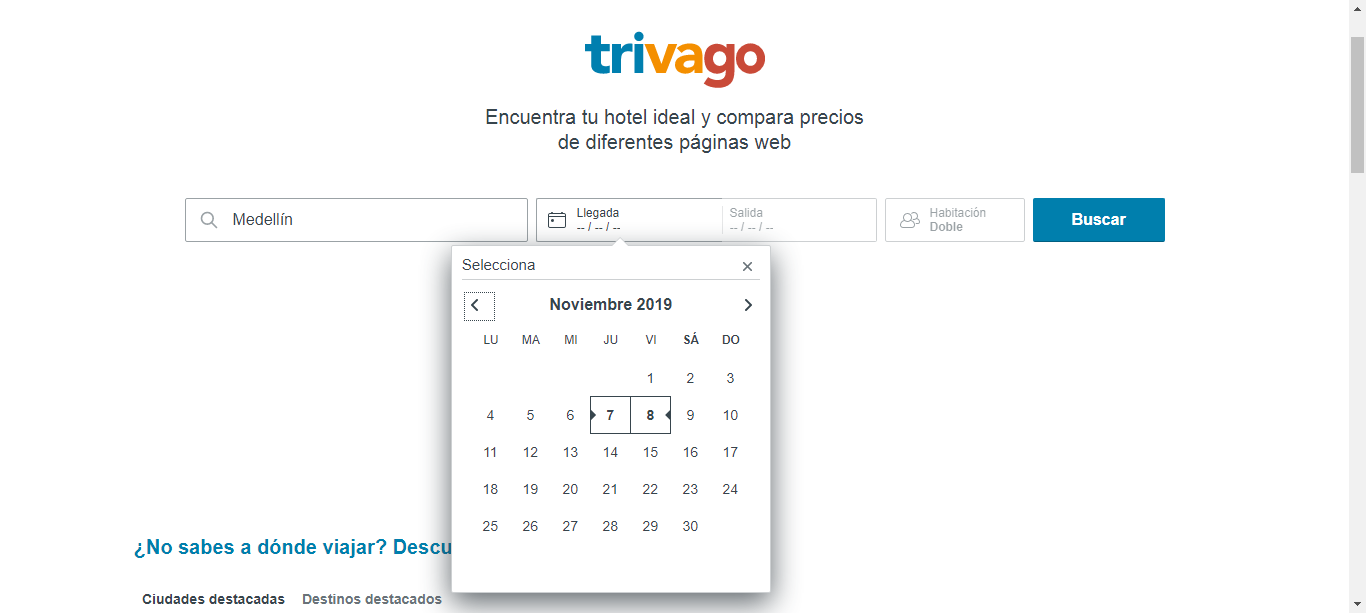 trivago
Encuentra tu hotel ideal y compara precios
de diferentes páginas web
Medellín
Llegada
-- / -- / --
Salida
-- / -- / --
Habitación
Doble
Buscar
Selecciona
Noviembre 2019
LU MA MI JU VI SÁ DO
1 2 3
4 5 6 7 8 9 10
11 12 13 14 15 16 17
18 19 20 21 22 23 24
25 26 27 28 29 30
¿No sabes a dónde viajar? Descu
Ciudades destacadas Destinos destacados